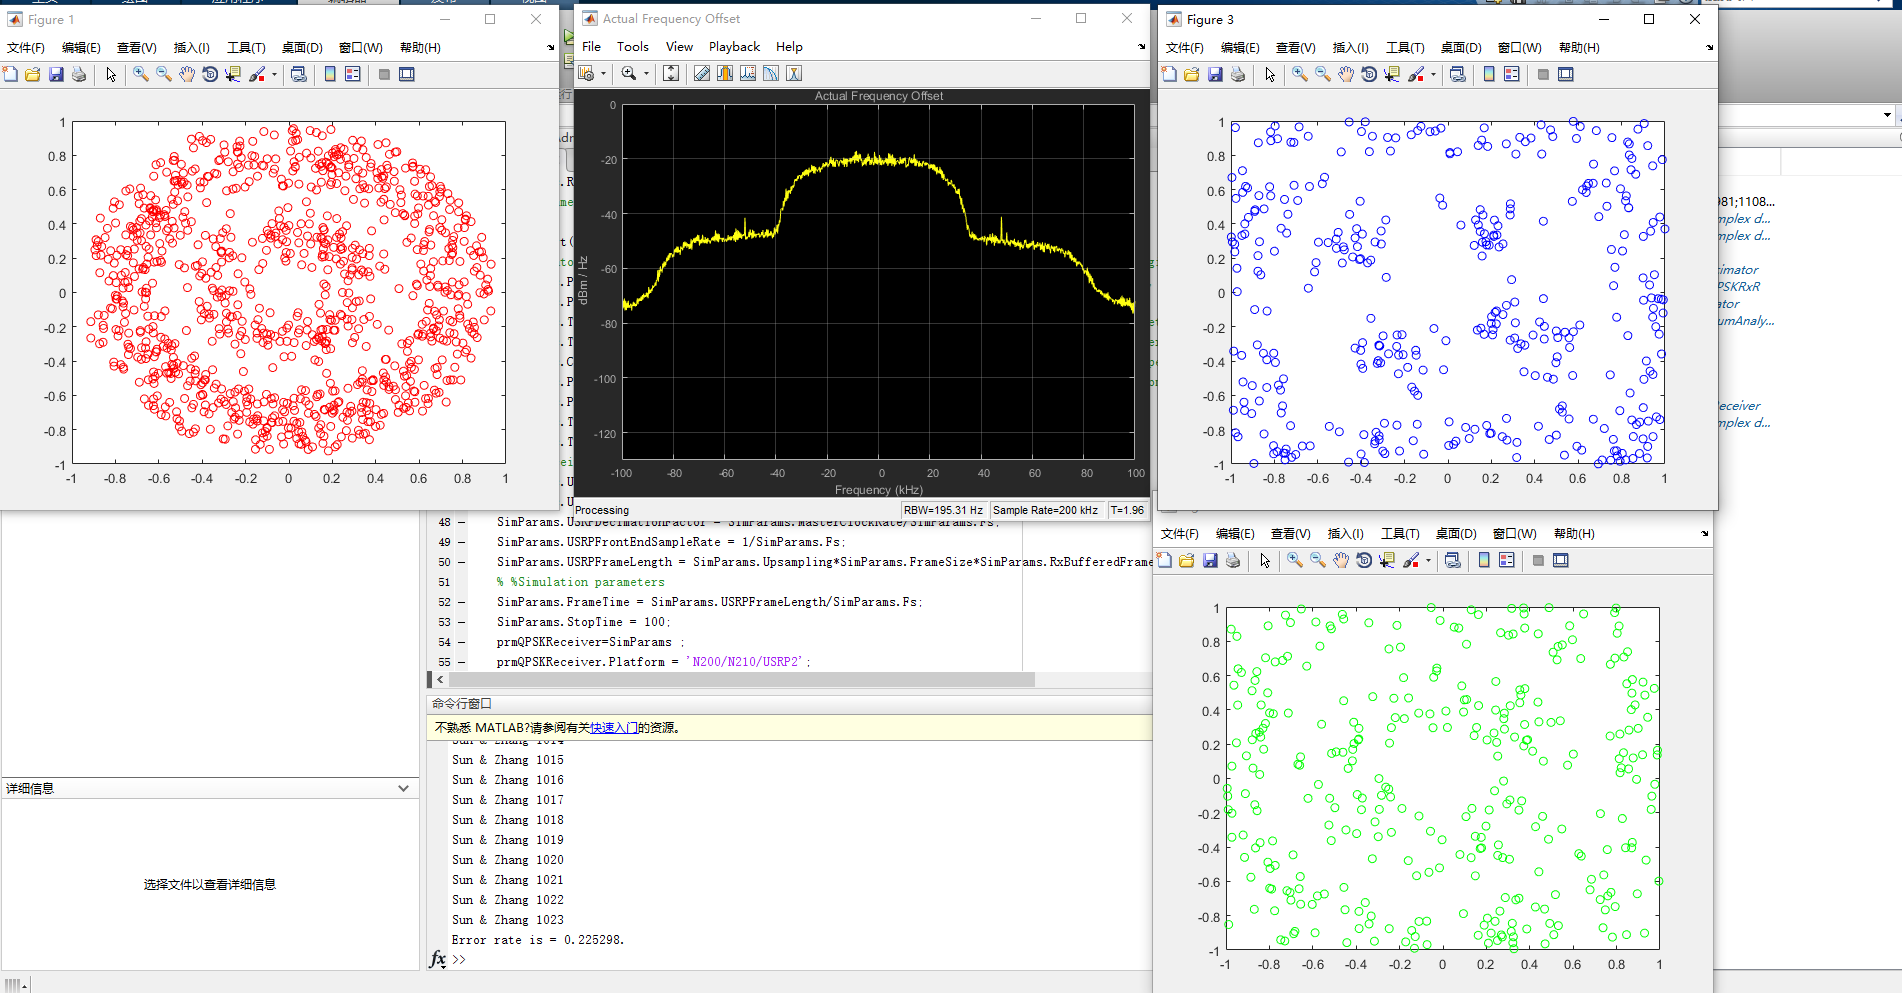 Figure 1
文件(F) 编辑(E) 查看(V) 插入(I) 工具(T) 桌面(D) 窗口(W) 帮助(H)
1
0.8
0.6
0.4
0.2
0
-0.2
-0.4
-0.6
-0.8
-1
-1 -0.8 -0.6 -0.4 -0.2 0 0.2 0.4 0.6 0.8 1
Actual Frequency Offset
File Tools View Playback Help
Actual Frequency Offset
0
-20
-40
-60
-80
-100
-120
dBm / Hz
-100 -80 -60 -40 -20 0 20 40 60 80 100
Frequency (kHz)
Processing RBW=195.31 Hz Sample Rate=200 kHz T=1.96
Figure 3
文件(F) 编辑(E) 查看(V) 插入(I) 工具(T) 桌面(D) 窗口(W) 帮助(H)
1
0.8
0.6
0.4
0.2
0
-0.2
-0.4
-0.6
-0.8
-1
-1 -0.8 -0.6 -0.4 -0.2 0 0.2 0.4 0.6 0.8 1
981;1108...
mplex d...
mplex d...
timator
PSKRxR
ator
umAnaly...
Receiver
mplex d...
48 – SimParams.USRPDecimationFactor = SimParams.MasterClockRate/SimParams.Fs;
49 – SimParams.USRPFrontEndSampleRate = 1/SimParams.Fs;
50 – SimParams.USRPFrameLength = SimParams.Upsampling*SimParams.FrameSize*SimParams.RxBufferedFrame
51 % %Simulation parameters
52 – SimParams.FrameTime = SimParams.USRPFrameLength/SimParams.Fs;
53 – SimParams.StopTime = 100;
54 – prmQPSKReceiver=SimParams ;
55 – prmQPSKReceiver.Platform = 'N200/N210/USRP2';
命令行窗口
不熟悉 MATLAB?请参阅有关快速入门的资源。
Sun & Zhang 1014
Sun & Zhang 1015
Sun & Zhang 1016
Sun & Zhang 1017
Sun & Zhang 1018
Sun & Zhang 1019
Sun & Zhang 1020
Sun & Zhang 1021
Sun & Zhang 1022
Sun & Zhang 1023
Error rate is = 0.225298.
fx >>
详细信息
选择文件以查看详细信息
文件(F) 编辑(E) 查看(V) 插入(I) 工具(T) 桌面(D) 窗口(W) 帮助(H)
1
0.8
0.6
0.4
0.2
0
-0.2
-0.4
-0.6
-0.8
-1
-1 -0.8 -0.6 -0.4 -0.2 0 0.2 0.4 0.6 0.8 1